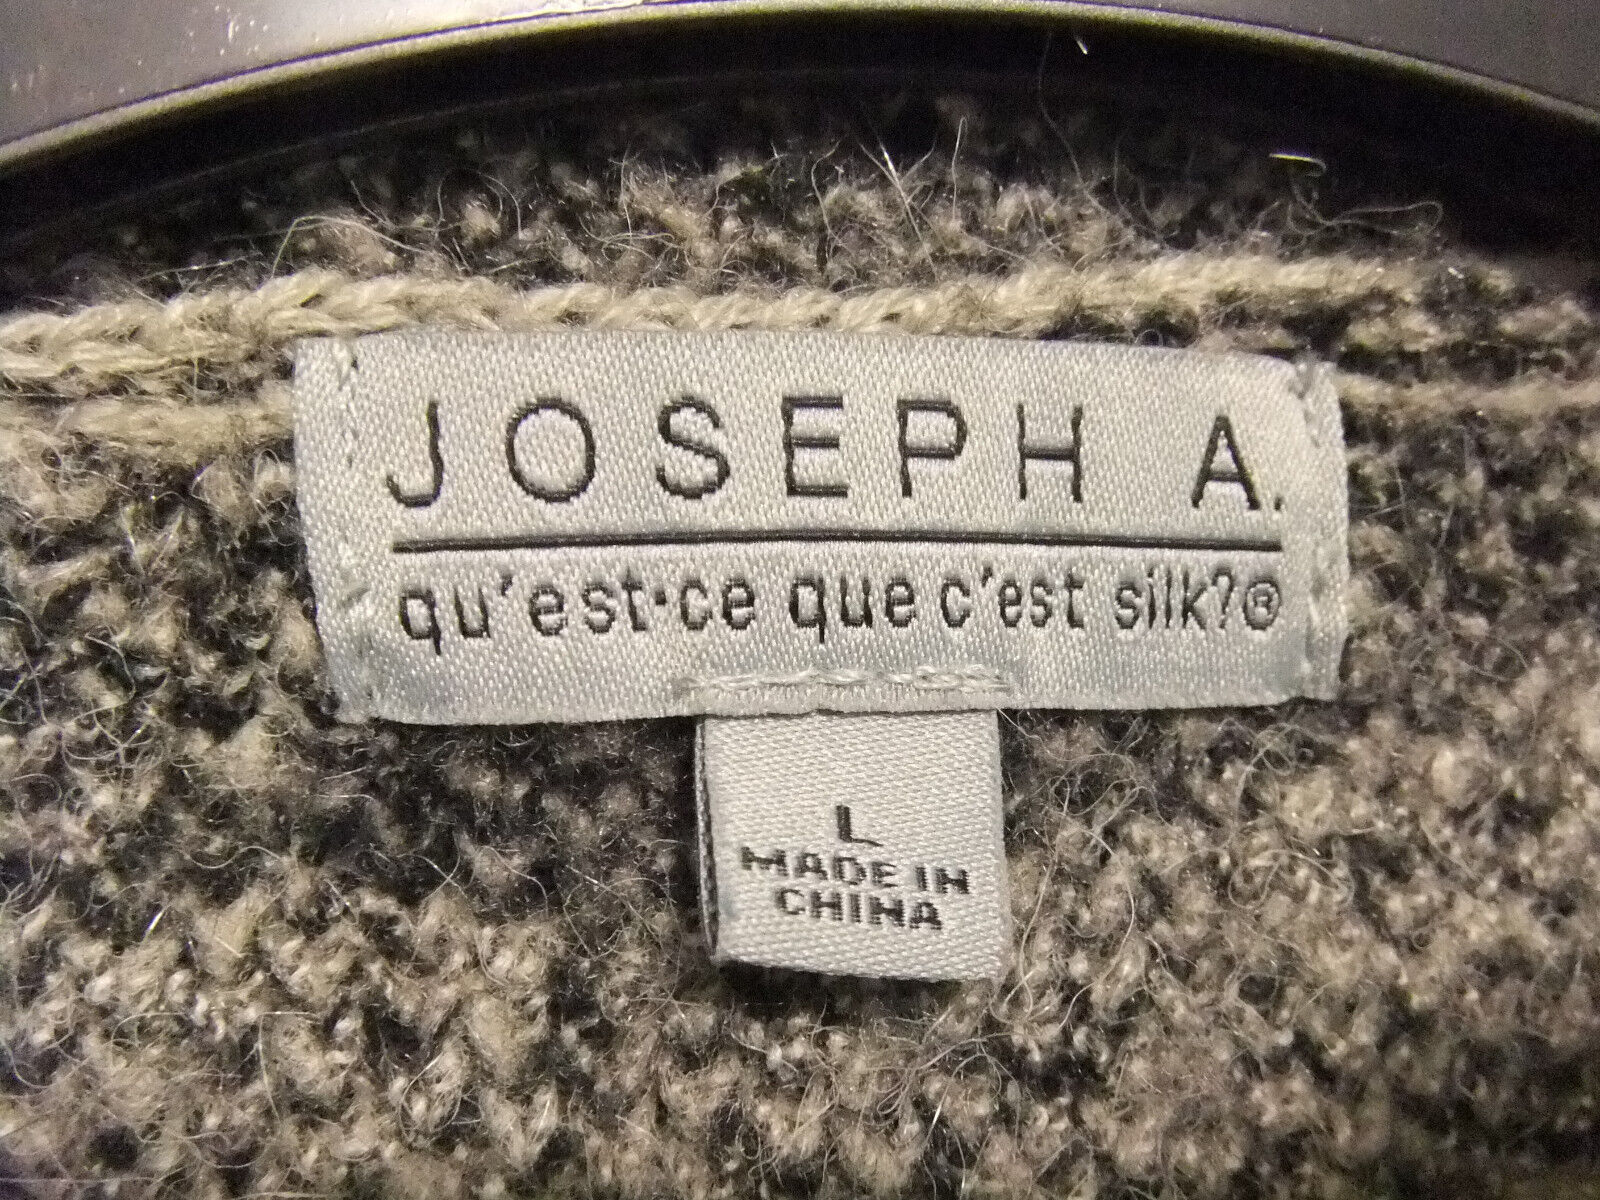 JOSEPH A.
qu'est·ce que c'est silk?®
L
MADE IN
CHINA